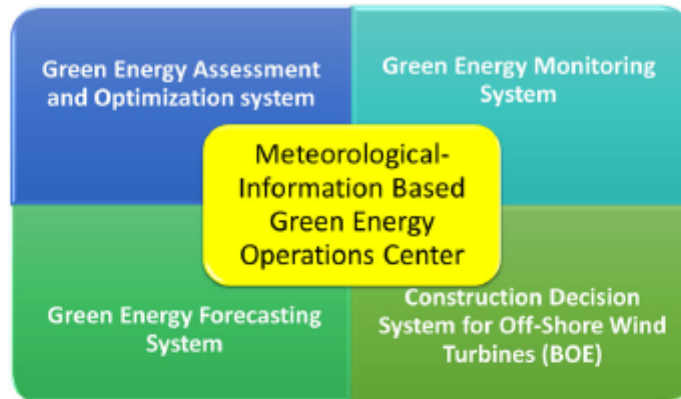 Green Energy Assessment
and Optimization system
Green Energy Monitoring
System
Meteorological-
Information Based
Green Energy
Operations Center
Green Energy Forecasting
System
Construction Decision
System for Off-Shore Wind
Turbines (BOE)